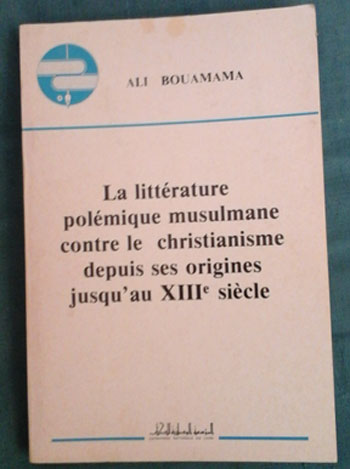 ALI BOUAMAMA
La littérature
polémique musulmane
contre le christianisme
depuis ses origines
jusqu'au XIIIe siècle